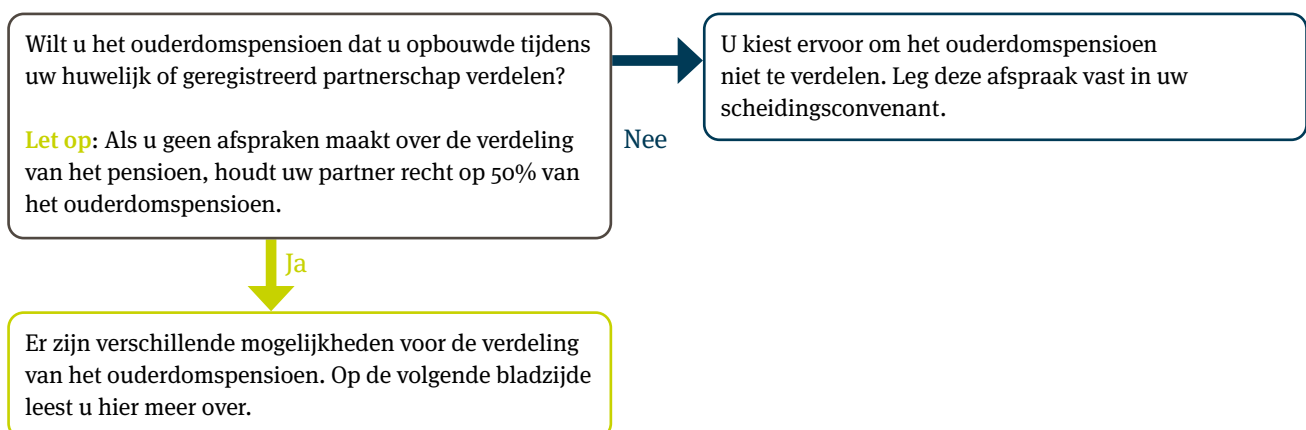 Wilt u het ouderdomspensioen dat u opbouwde tijdens
uw huwelijk of geregistreerd partnerschap verdelen?
Let op: Als u geen afspraken maakt over de verdeling
van het pensioen, houdt uw partner recht op 50% van
het ouderdomspensioen.
Nee
U kiest ervoor om het ouderdomspensioen
niet te verdelen. Leg deze afspraak vast in uw
scheidingsconvenant.
Ja
Er zijn verschillende mogelijkheden voor de verdeling
van het ouderdomspensioen. Op de volgende bladzijde
leest u hier meer over.